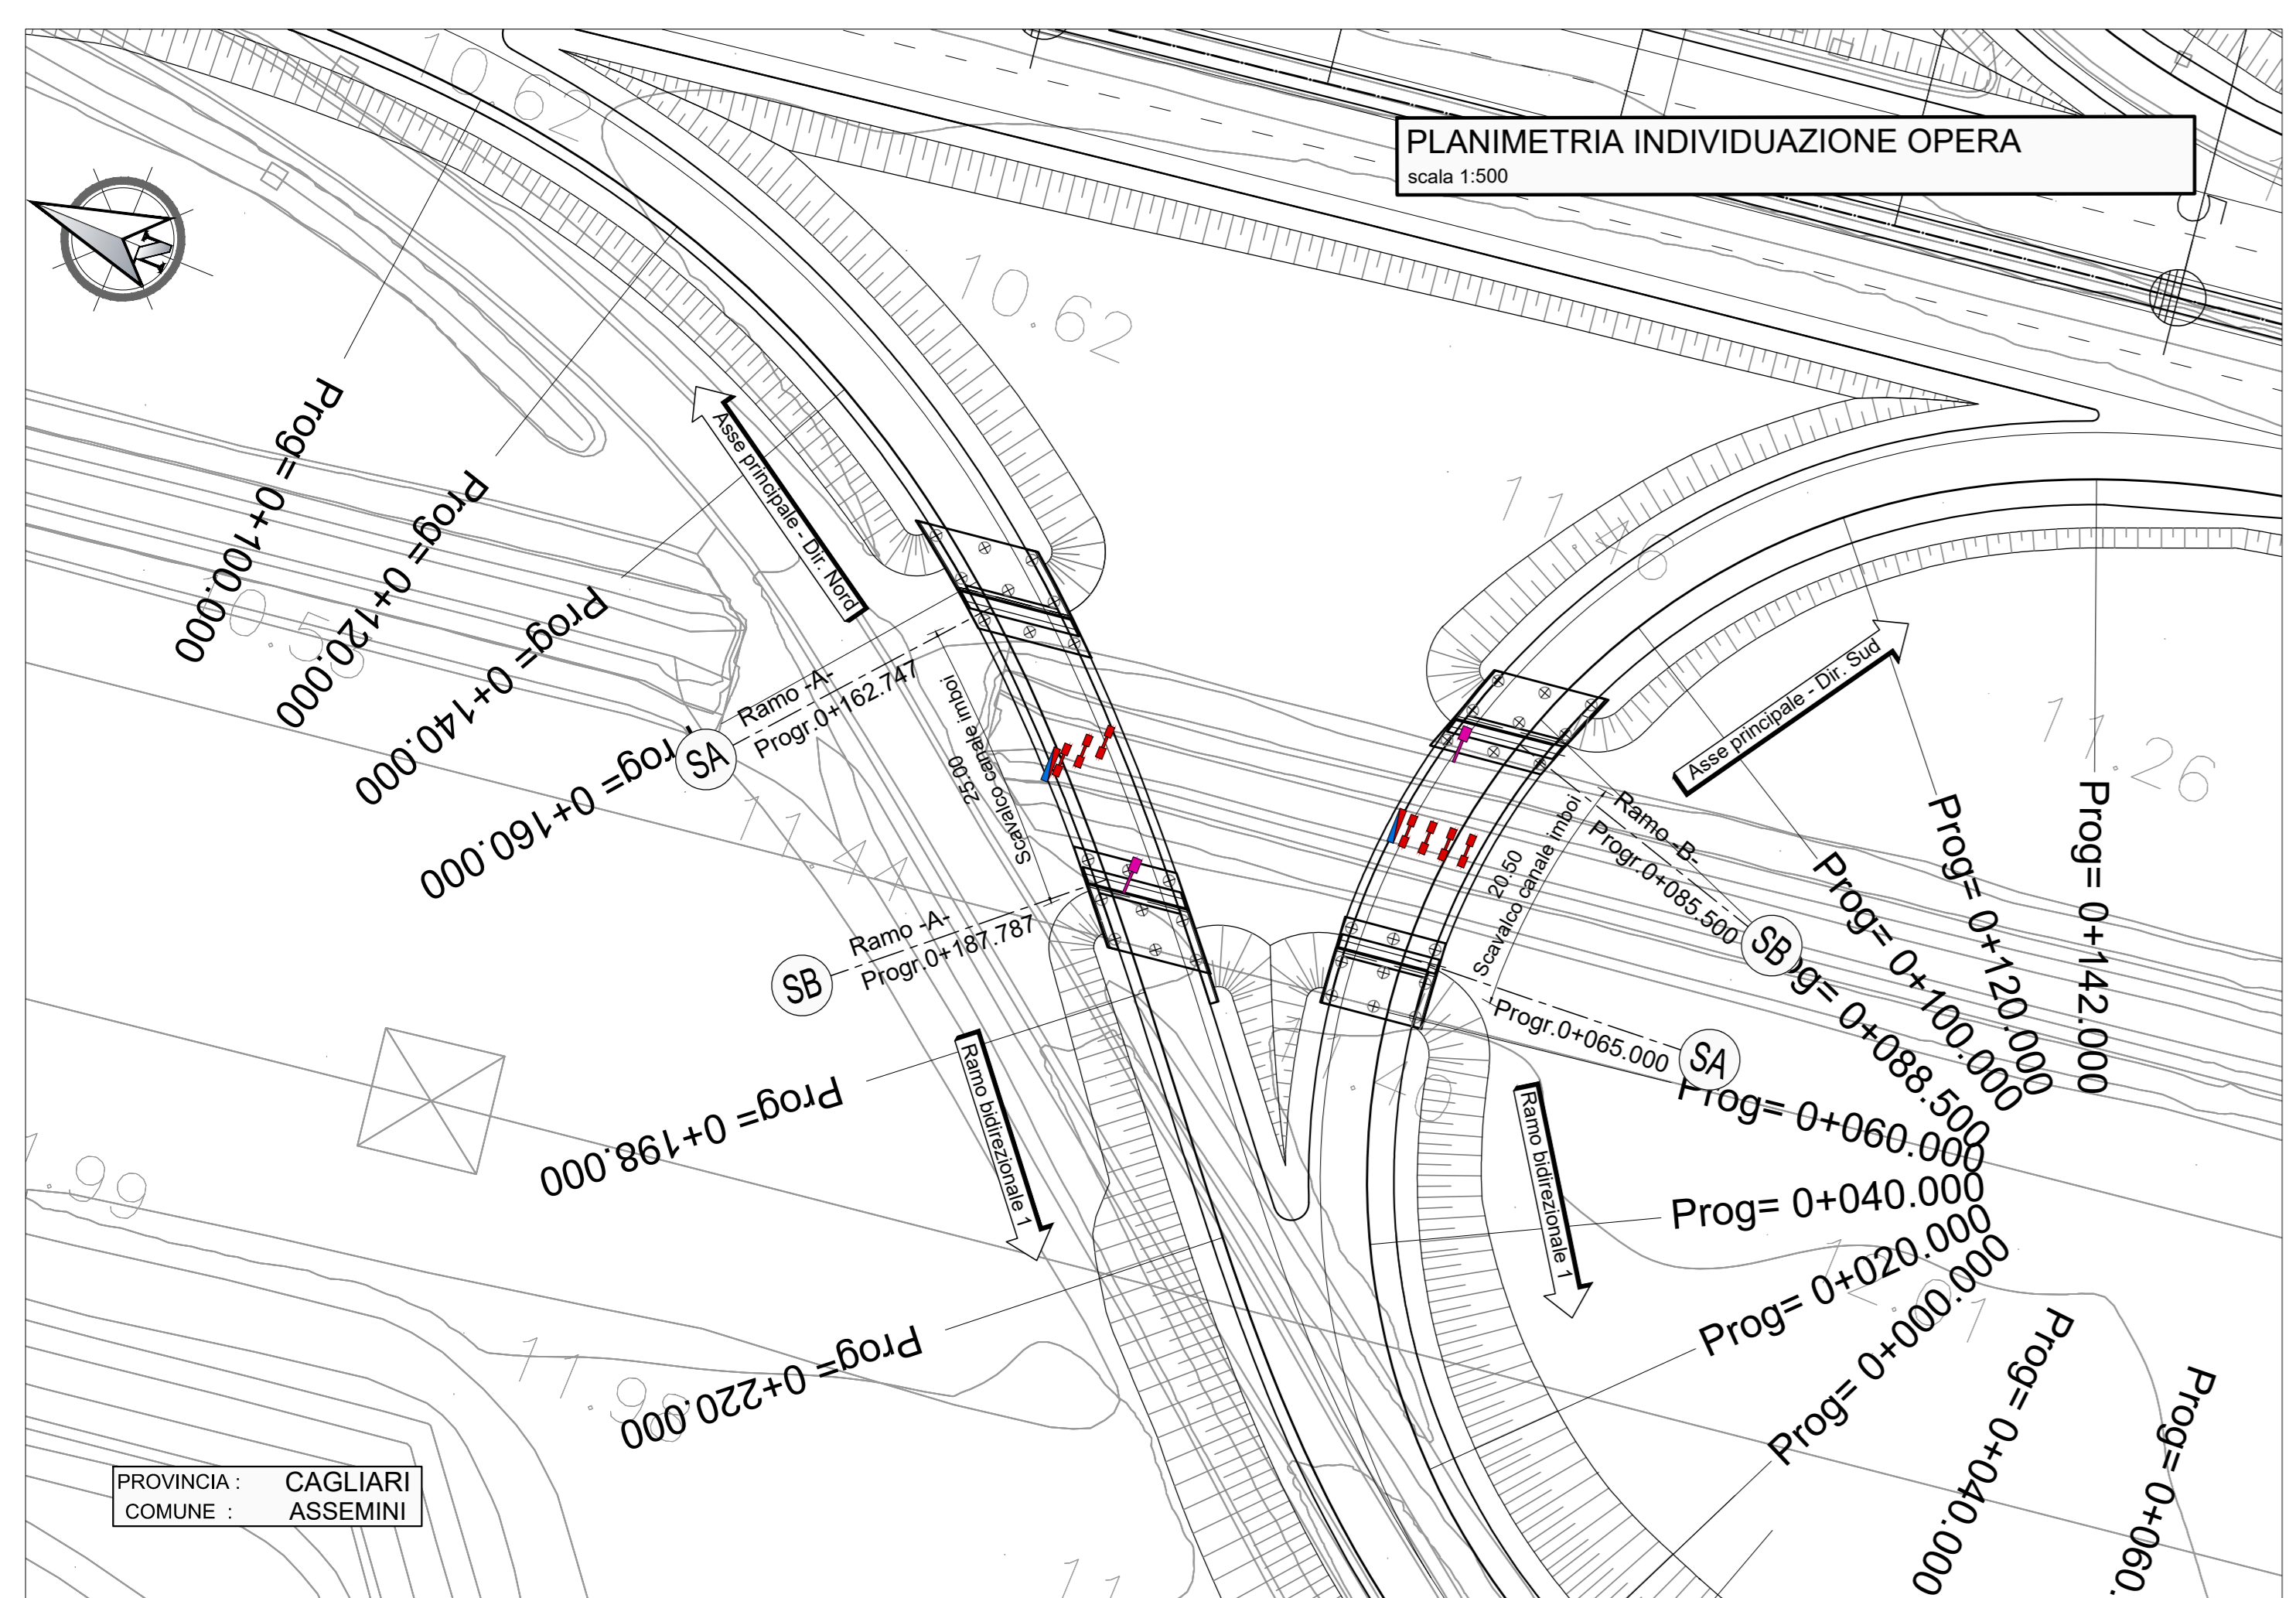 10.62
PLANIMETRIA INDIVIDUAZIONE OPERA
scala 1:500
N
10.62
Prog= 0+100.000
Prog= 0+120.000
Prog= 0+140.000
Prog= 0+160.000
Asse principale - Dir. Nord
Ramo -A-
Progr.0+162.747
SA
Scavalco canale imboi
25.00
Ramo -A-
Progr.0+187.787
SB
Asse principale - Dir. Sud
11.26
Ramo -B-
Progr.0+085.500
SB
20.50
Scavalco canale imboi
Progr.0+065.000
SA
Prog= 0+142.000
Prog= 0+120.000
Prog= 0+100.000
0+088.500
Prog= 0+060.000
Prog= 0+040.000
Prog= 0+020.000
Prog= 0+000.000
Prog= 0+040.000
Prog= 0+060.
Prog= 0+198.000
Prog= 0+220.000
Ramo bidirezionale 1
Ramo bidirezionale 1
11.98
PROVINCIA : CAGLIARI
COMUNE : ASSEMINI